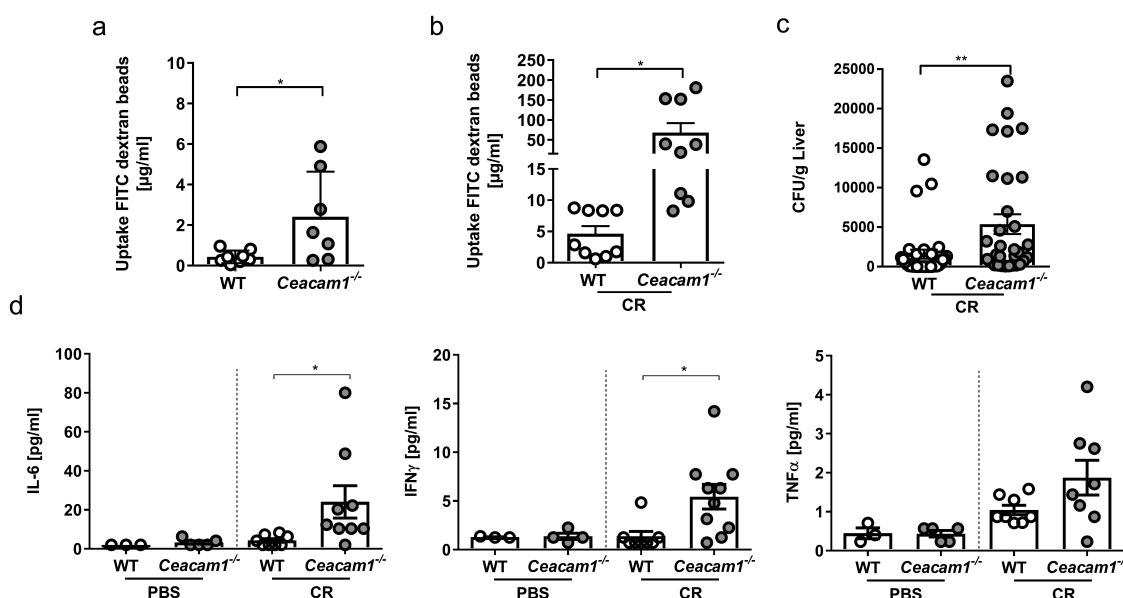 a
Uptake FITC dextran beads
[µg/ml]
10
8
6
4
2
0
*
WT
Ceacam1-/-
b
Uptake FITC dextran beads
[µg/ml]
250
200
150
100
50
15
10
5
0
*
WT
Ceacam1-/-
CR
c
CFU/g Liver
25000
20000
15000
10000
5000
0
**
WT
Ceacam1-/-
CR
d
IL-6 [pg/ml]
100
80
60
40
20
0
*
WT
Ceacam1-/-
WT
Ceacam1-/-
PBS
CR
IFNγ [pg/ml]
20
15
10
5
0
*
WT
Ceacam1-/-
WT
Ceacam1-/-
PBS
CR
TNFα [pg/ml]
5
4
3
2
1
0
WT
Ceacam1-/-
WT
Ceacam1-/-
PBS
CR